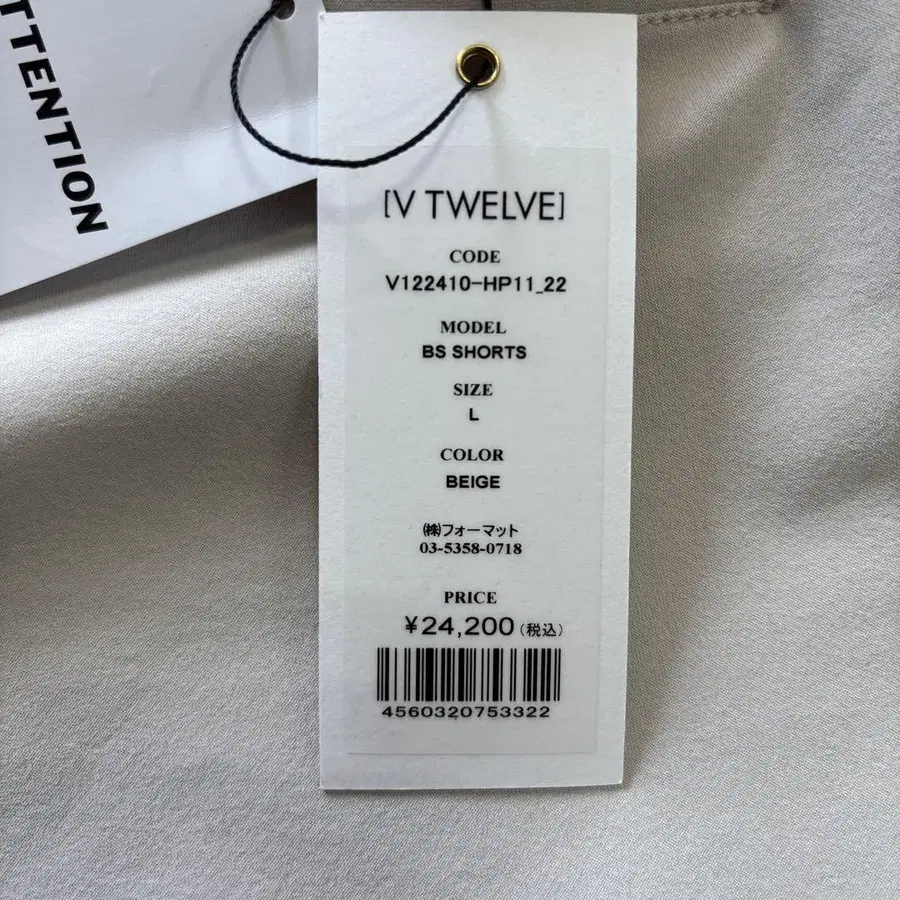 TTENTION
[V TWELVE]
CODE
V122410-HP11_22
MODEL
BS SHORTS
SIZE
L
COLOR
BEIGE
㈱フォーマット
03-5358-0718
PRICE
¥24,200(税込)
4560320753322